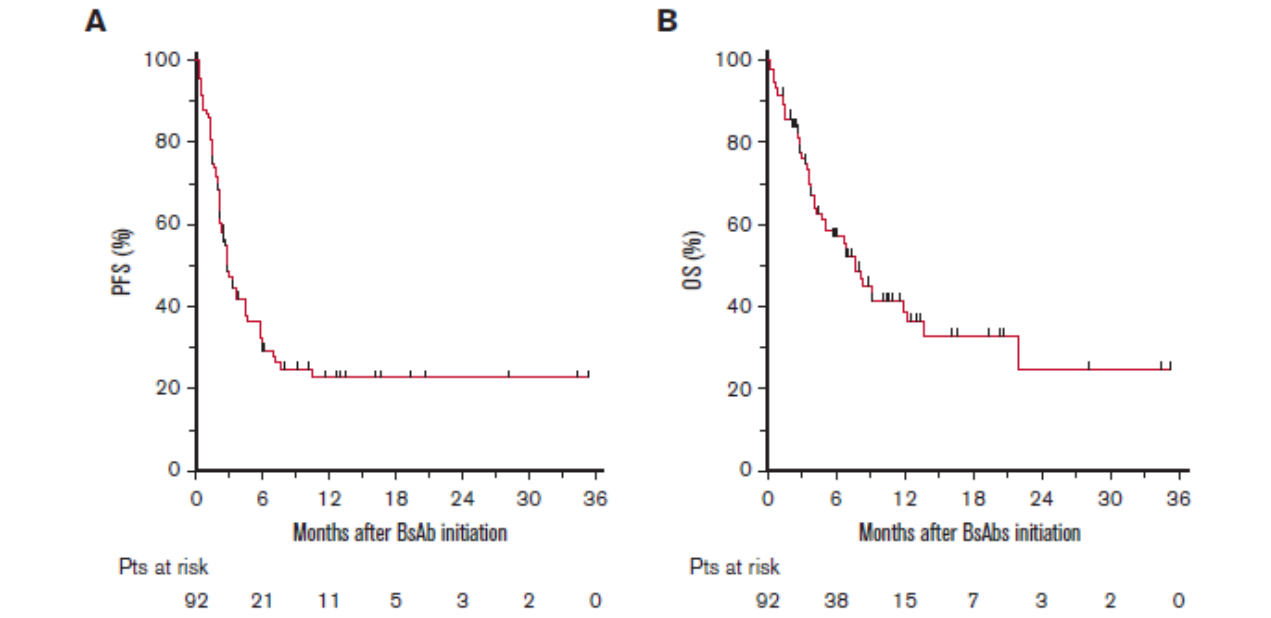 A
PFS (%)
100
80
60
40
20
0
0 6 12 18 24 30 36
Months after BsAb initiation
Pts at risk
92 21 11 5 3 2 0
B
OS (%)
100
80
60
40
20
0
0 6 12 18 24 30 36
Months after BsAbs initiation
Pts at risk
92 38 15 7 3 2 0